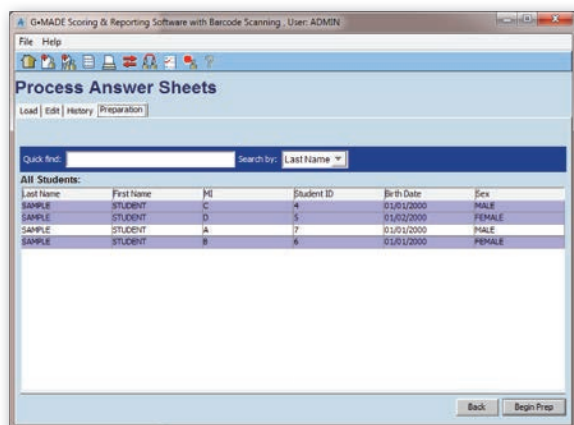 G•MADE Scoring & Reporting Software with Barcode Scanning , User: ADMIN
File Help
Process Answer Sheets
Load Edit History Preparation
Quick find: Search by: Last Name
All Students:
Last Name First Name MI Student ID Birth Date Sex
SAMPLE STUDENT C 4 01/01/2000 MALE
SAMPLE STUDENT D 5 01/02/2000 FEMALE
SAMPLE STUDENT A 7 01/01/2000 MALE
SAMPLE STUDENT B 6 01/01/2000 FEMALE
Back Begin Prep